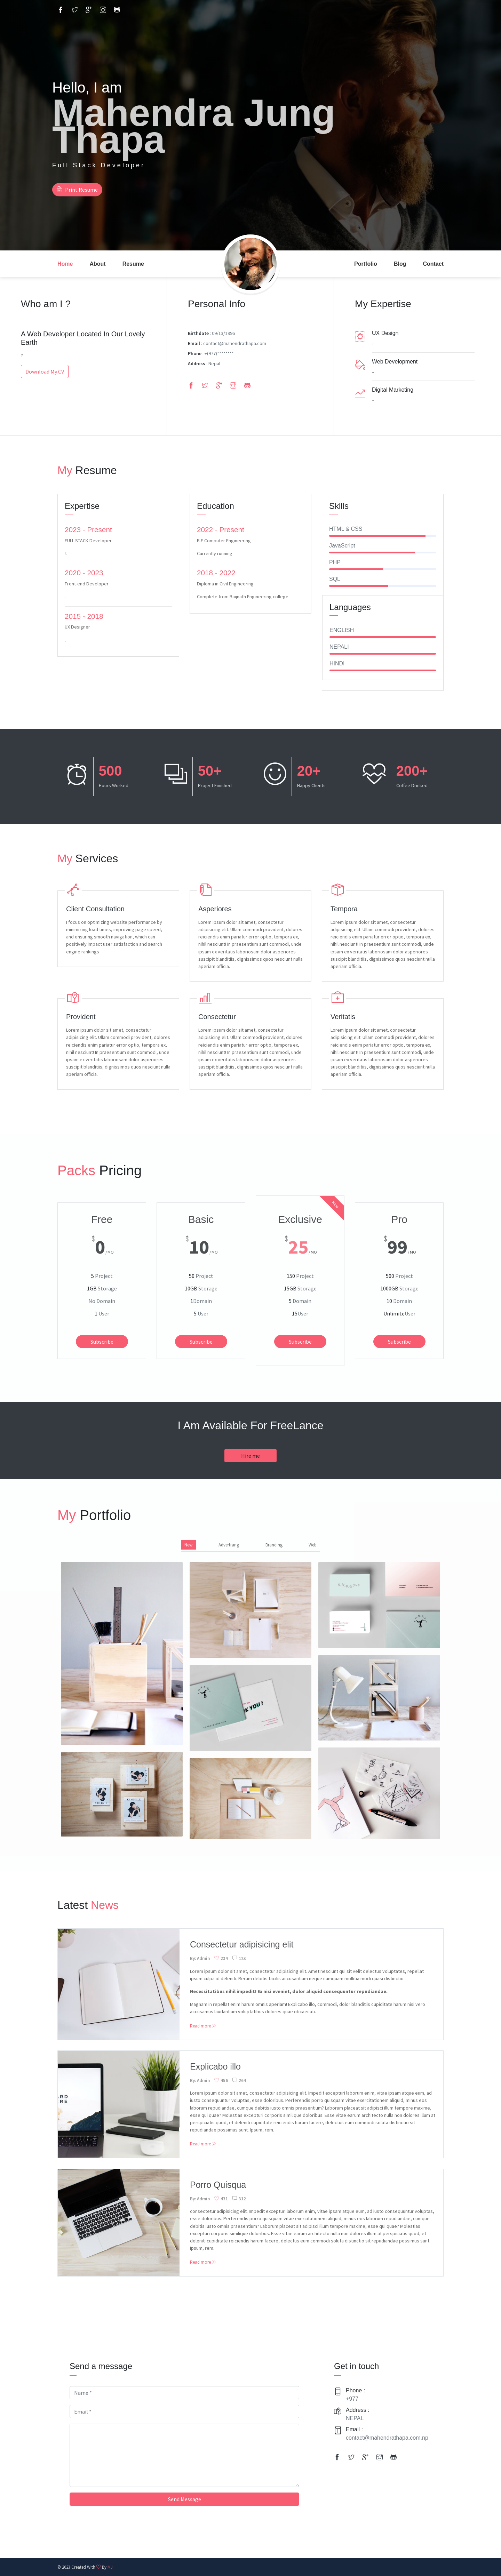 Hello, I am
Mahendra Jung
Thapa
Full Stack Developer
Print Resume
Home
About
Resume
Portfolio
Blog
Contact
Who am I ?
A Web Developer Located In Our Lovely
Earth
Download My CV
Personal Info
Birthdate : 09/13/1996
Email : contact@mahendrathapa.com
Phone : +(977)********
Address : Nepal
My Expertise
UX Design
Web Development
Digital Marketing
My Resume
Expertise
2023 - Present
FULL STACK Developer
2020 - 2023
Front-end Developer
2015 - 2018
UX Designer
Education
2022 - Present
B.E Computer Engineering
Currently running
2018 - 2022
Diploma in Civil Engineering
Complete from Baijnath Engineering college
Skills
HTML & CSS
JavaScript
PHP
SQL
Languages
ENGLISH
NEPALI
HINDI
500
Hours Worked
50+
Project Finished
20+
Happy Clients
200+
Coffee Drinked
My Services
Client Consultation
I focus on optimizing website performance by
minimizing load times, improving page speed,
and ensuring smooth navigation, which can
positively impact user satisfaction and search
engine rankings.
Asperiores
Lorem ipsum dolor sit amet, consectetur
adipisicing elit. Ullam commodi provident, dolores
reiciendis enim pariatur error optio, tempora ex,
nihil nesciunt! In praesentium sunt commodi, unde
ipsam ex veritatis laboriosam dolor asperiores
suscipit blanditiis, dignissimos quos nesciunt nulla
aperiam officia.
Tempora
Lorem ipsum dolor sit amet, consectetur
adipisicing elit. Ullam commodi provident, dolores
reiciendis enim pariatur error optio, tempora ex,
nihil nesciunt! In praesentium sunt commodi, unde
ipsam ex veritatis laboriosam dolor asperiores
suscipit blanditiis, dignissimos quos nesciunt nulla
aperiam officia.
Provident
Lorem ipsum dolor sit amet, consectetur
adipisicing elit. Ullam commodi provident, dolores
reiciendis enim pariatur error optio, tempora ex,
nihil nesciunt! In praesentium sunt commodi, unde
ipsam ex veritatis laboriosam dolor asperiores
suscipit blanditiis, dignissimos quos nesciunt nulla
aperiam officia.
Consectetur
Lorem ipsum dolor sit amet, consectetur
adipisicing elit. Ullam commodi provident, dolores
reiciendis enim pariatur error optio, tempora ex,
nihil nesciunt! In praesentium sunt commodi, unde
ipsam ex veritatis laboriosam dolor asperiores
suscipit blanditiis, dignissimos quos nesciunt nulla
aperiam officia.
Veritatis
Lorem ipsum dolor sit amet, consectetur
adipisicing elit. Ullam commodi provident, dolores
reiciendis enim pariatur error optio, tempora ex,
nihil nesciunt! In praesentium sunt commodi, unde
ipsam ex veritatis laboriosam dolor asperiores
suscipit blanditiis, dignissimos quos nesciunt nulla
aperiam officia.
Packs Pricing
Free
$0 / MO
5 Project
1GB Storage
No Domain
1 User
Subscribe
Basic
$10 / MO
50 Project
10GB Storage
1Domain
5 User
Subscribe
Exclusive
$25 / MO
150 Project
15GB Storage
5 Domain
15User
Subscribe
Pro
$99 / MO
500 Project
1000GB Storage
10 Domain
UnlimiteUser
Subscribe
I Am Available For FreeLance
Hire me
My Portfolio
New
Advertising
Branding
Web
Latest News
Consectetur adipisicing elit
By: Admin 234 123
Lorem ipsum dolor sit amet, consectetur adipisicing elit. Amet nesciunt qui sit velit delectus voluptates, repellat
ipsum culpa id deleniti. Rerum debitis facilis accusantium neque numquam mollitia modi quasi distinctio.
Necescitatibus nihil impedit! Ex nisi eveniet, dolor aliquid consequuntur repudiandae.
Magnam in repellat enim harum omnis aperiam! Explicabo illo, commodi, dolor blanditiis cupiditate harum nisi vero
accusamus laudantium voluptatibus dolores quae obcaecati.
Read more
Explicabo illo
By: Admin 456 264
Lorem ipsum dolor sit amet, consectetur adipisicing elit. Impedit excepturi laborum enim, vitae ipsam atque eum, ad
iusto consequuntur voluptas, esse doloribus. Perferendis porro quisquam vitae exercitationem aliquid, minus eos
laborum repudiandae, cumque debitis iusto omnis praesentium? Laborum placeat sit adipisci illum tempore maxime,
esse qui quae? Molestias excepturi corporis similique doloribus. Esse vitae earum architecto nulla non dolores illum at
perspiciatis quod, et deleniti cupiditate reiciendis harum facere, delectus eum commodi soluta distinctio sit
repudiandae possimus sunt. Ipsum, rem.
Read more
Porro Quisqua
By: Admin 431 312
consectetur adipisicing elit. Impedit excepturi laborum enim, vitae ipsam atque eum, ad iusto consequuntur voluptas,
esse doloribus. Perferendis porro quisquam vitae exercitationem aliquid, minus eos laborum repudiandae, cumque
debitis iusto omnis praesentium? Laborum placeat sit adipisci illum tempore maxime, esse qui quae? Molestias
excepturi corporis similique doloribus. Esse vitae earum architecto nulla non dolores illum at perspiciatis quod, et
deleniti cupiditate reiciendis harum facere, delectus eum commodi soluta distinctio sit repudiandae possimus sunt.
Ipsum, rem.
Read more
Send a message
Name *
Email *
Send Message
Get in touch
Phone :
+977
Address :
NEPAL
Email :
contact@mahendrathapa.com.np